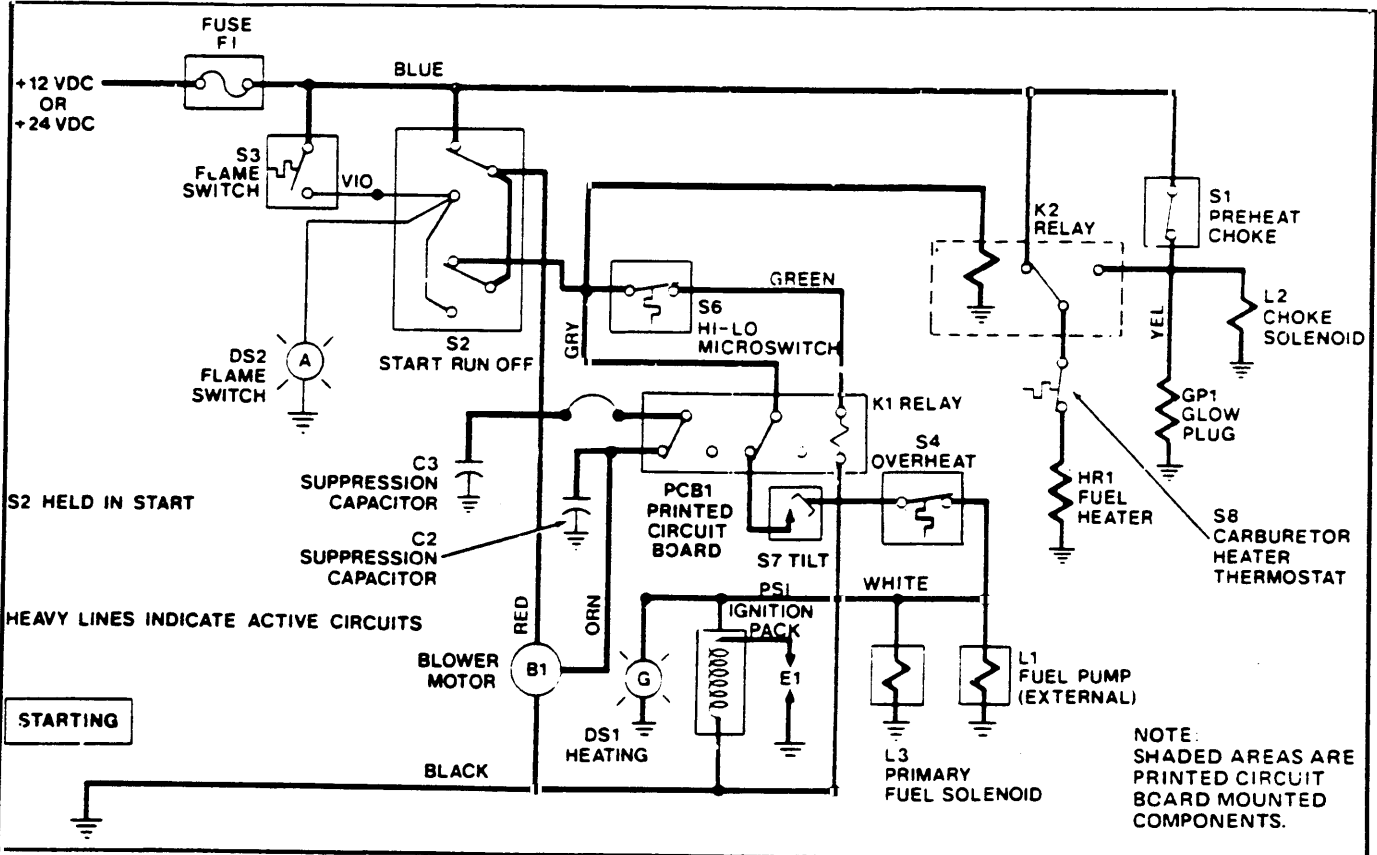 FUSE
F1
+12 VDC
OR
+24 VDC
BLUE
S3
FLAME
SWITCH
VIO
S2
START RUN OFF
DS2
FLAME
SWITCH
A
GRY
S6
HI-LO
MICROSWITCH
GREEN
K2
RELAY
S1
PREHEAT
CHOKE
YEL
L2
CHOKE
SOLENOID
GP1
GLOW
PLUG
K1 RELAY
S4
OVERHEAT
HR1
FUEL
HEATER
S8
CARBURETOR
HEATER
THERMOSTAT
C3
SUPPRESSION
CAPACITOR
C2
SUPPRESSION
CAPACITOR
PCB1
PRINTED
CIRCUIT
BOARD
S7 TILT
S2 HELD IN START
HEAVY LINES INDICATE ACTIVE CIRCUITS
RED
ORN
PS1
IGNITION
PACK
WHITE
BLOWER
MOTOR
B1
G
E1
L1
FUEL PUMP
(EXTERNAL)
STARTING
DS1
HEATING
L3
PRIMARY
FUEL SOLENOID
BLACK
NOTE:
SHADED AREAS ARE
PRINTED CIRCUIT
BOARD MOUNTED
COMPONENTS.